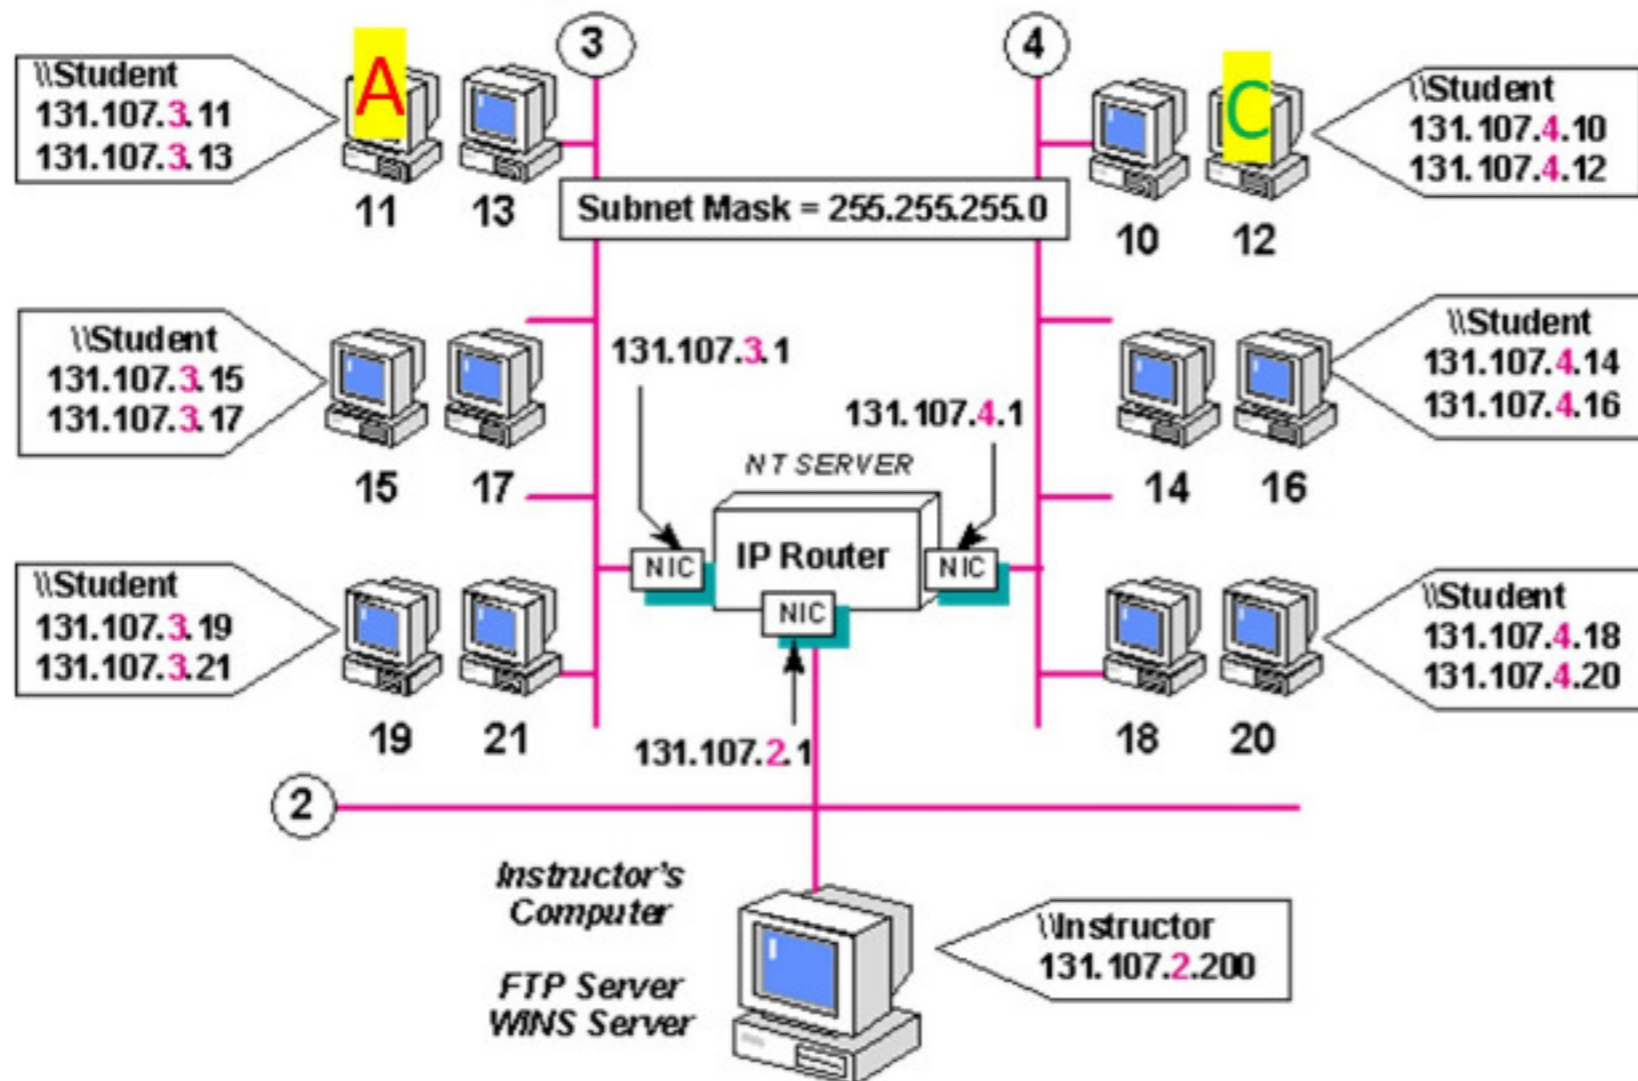 3
4
\\Student
131.107.3.11
131.107.3.13
A
11
13
\\Student
131.107.4.10
131.107.4.12
C
10
12
Subnet Mask = 255.255.255.0
\\Student
131.107.3.15
131.107.3.17
15
17
131.107.3.1
131.107.4.1
\\Student
131.107.4.14
131.107.4.16
14
16
NT SERVER
IP Router
NIC
NIC
NIC
131.107.2.1
\\Student
131.107.3.19
131.107.3.21
19
21
\\Student
131.107.4.18
131.107.4.20
18
20
2
Instructor's
Computer
FTP Server
WINS Server
\\Instructor
131.107.2.200